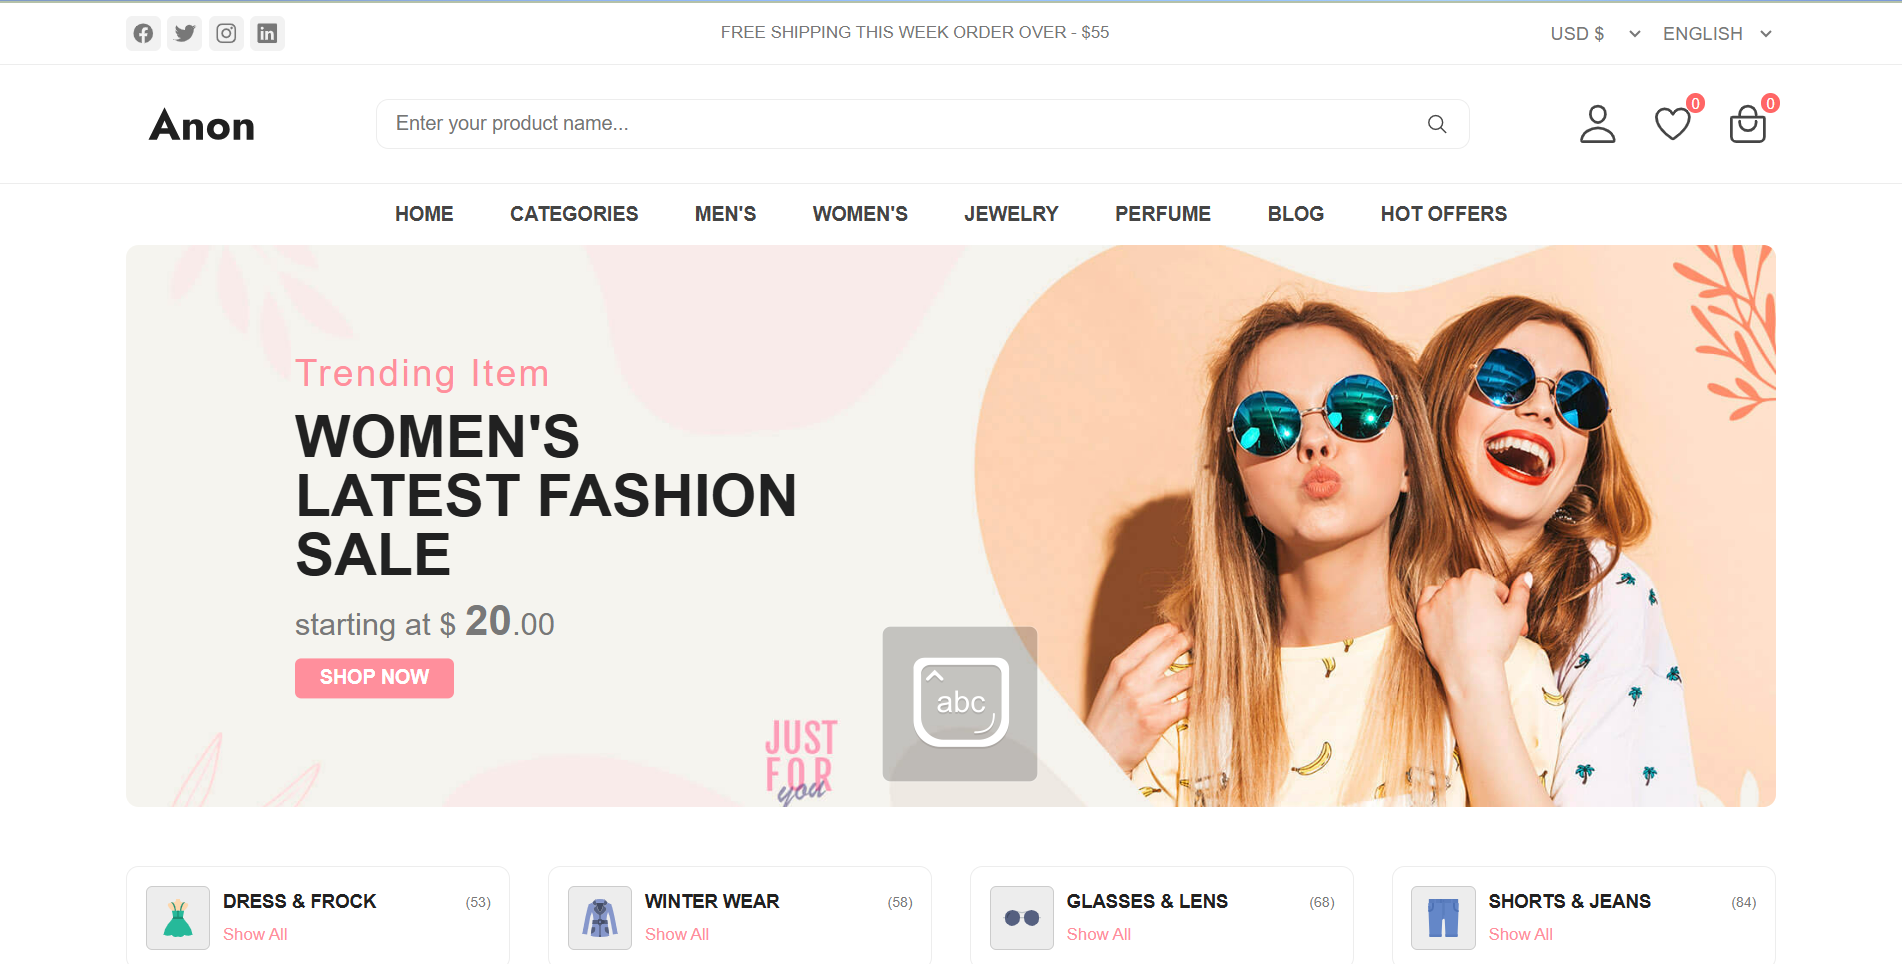 FREE SHIPPING THIS WEEK ORDER OVER - $55
USD $
ENGLISH
Anon
Enter your product name...
0
0
HOME
CATEGORIES
MEN'S
WOMEN'S
JEWELRY
PERFUME
BLOG
HOT OFFERS
Trending Item
WOMEN'S
LATEST FASHION
SALE
starting at $ 20.00
SHOP NOW
JUST
FOR
you
abc
DRESS & FROCK
(53)
Show All
WINTER WEAR
(58)
Show All
GLASSES & LENS
(68)
Show All
SHORTS & JEANS
(84)
Show All